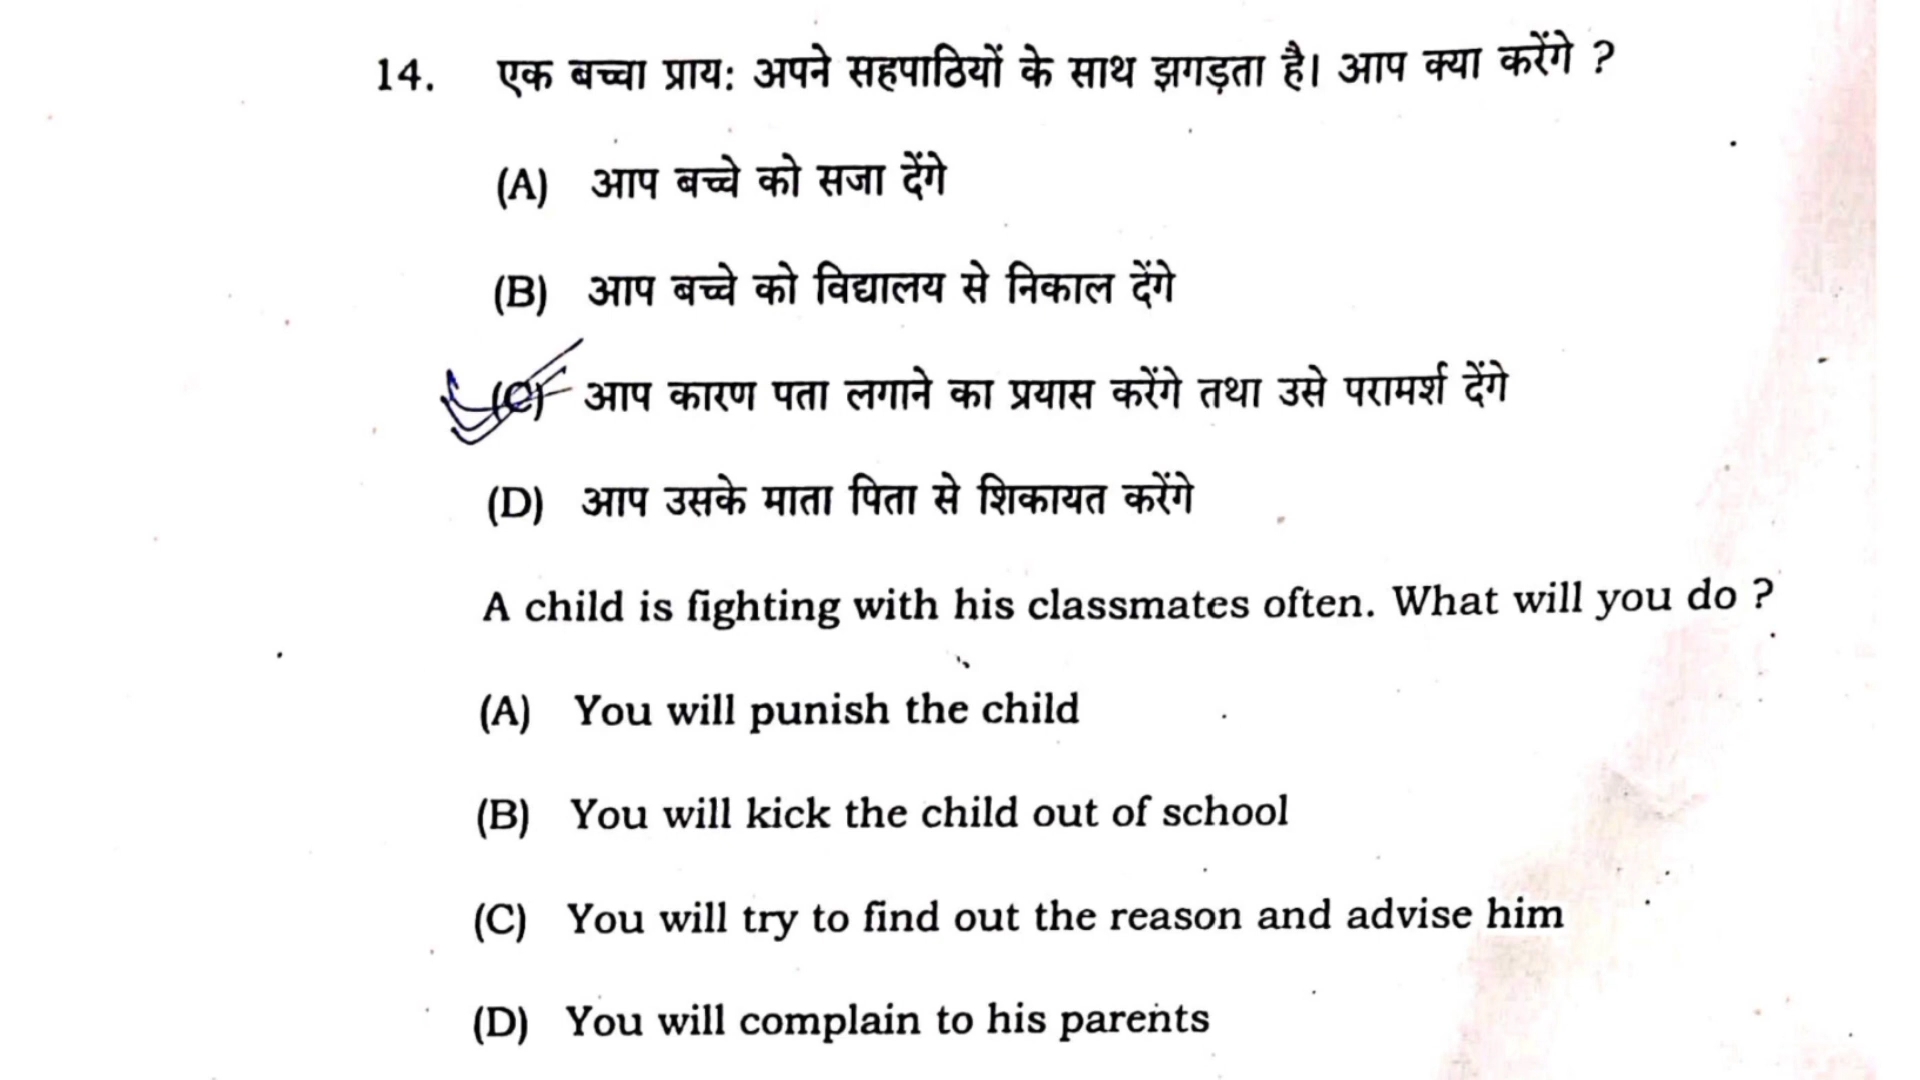 14. एक बच्चा प्राय: अपने सहपाठियों के साथ झगड़ता है। आप क्या करेंगे ?
(A) आप बच्चे को सजा देंगे
(B) आप बच्चे को विद्यालय से निकाल देंगे
(C) आप कारण पता लगाने का प्रयास करेंगे तथा उसे परामर्श देंगे
(D) आप उसके माता पिता से शिकायत करेंगे
A child is fighting with his classmates often. What will you do ?
(A) You will punish the child
(B) You will kick the child out of school
(C) You will try to find out the reason and advise him
(D) You will complain to his parents